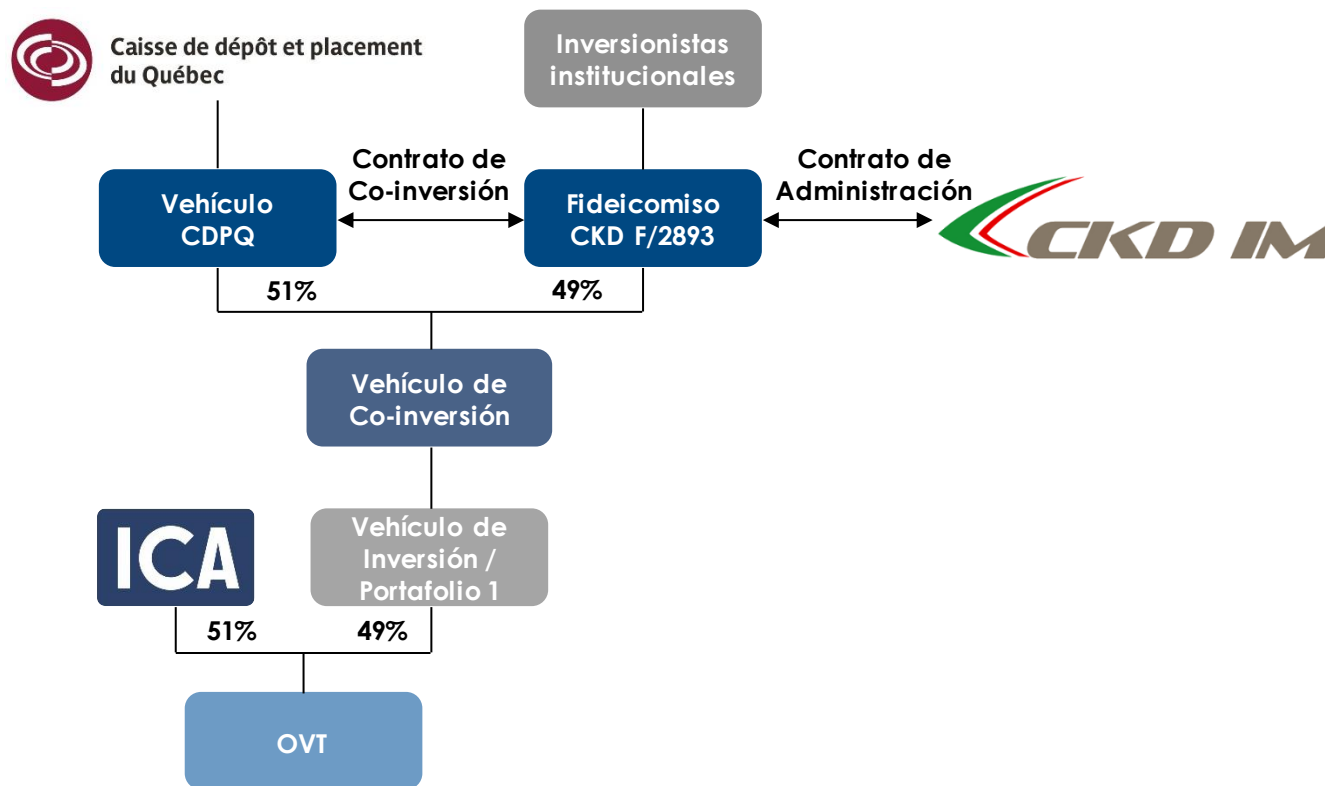 Caisse de dépôt et placement
du Québec
Inversionistas
institucionales
Contrato de
Co-inversión
Contrato de
Administración
Vehículo
CDPQ
Fideicomiso
CKD F/2893
CKD IM
51%
49%
Vehículo de
Co-inversión
ICA
Vehículo de
Inversión /
Portafolio 1
51%
49%
OVT